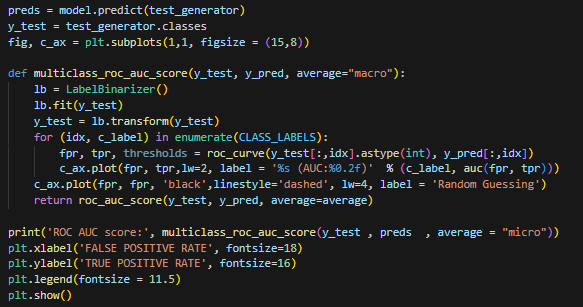 preds = model.predict(test_generator)
y_test = test_generator.classes
fig, c_ax = plt.subplots(1,1, figsize = (15,8))

def multiclass_roc_auc_score(y_test, y_pred, average="macro"):
    lb = LabelBinarizer()
    lb.fit(y_test)
    y_test = lb.transform(y_test)
    for (idx, c_label) in enumerate(CLASS_LABELS):
        fpr, tpr, thresholds = roc_curve(y_test[:,idx].astype(int), y_pred[:,idx])
        c_ax.plot(fpr, tpr,lw=2, label = '%s (AUC:%0.2f)'  % (c_label, auc(fpr, tpr)))
    c_ax.plot(fpr, fpr, 'black',linestyle='dashed', lw=4, label = 'Random Guessing')
    return roc_auc_score(y_test, y_pred, average=average)

print('ROC AUC score:', multiclass_roc_auc_score(y_test , preds  , average = "micro"))
plt.xlabel('FALSE POSITIVE RATE', fontsize=18)
plt.ylabel('TRUE POSITIVE RATE', fontsize=16)
plt.legend(fontsize = 11.5)
plt.show()